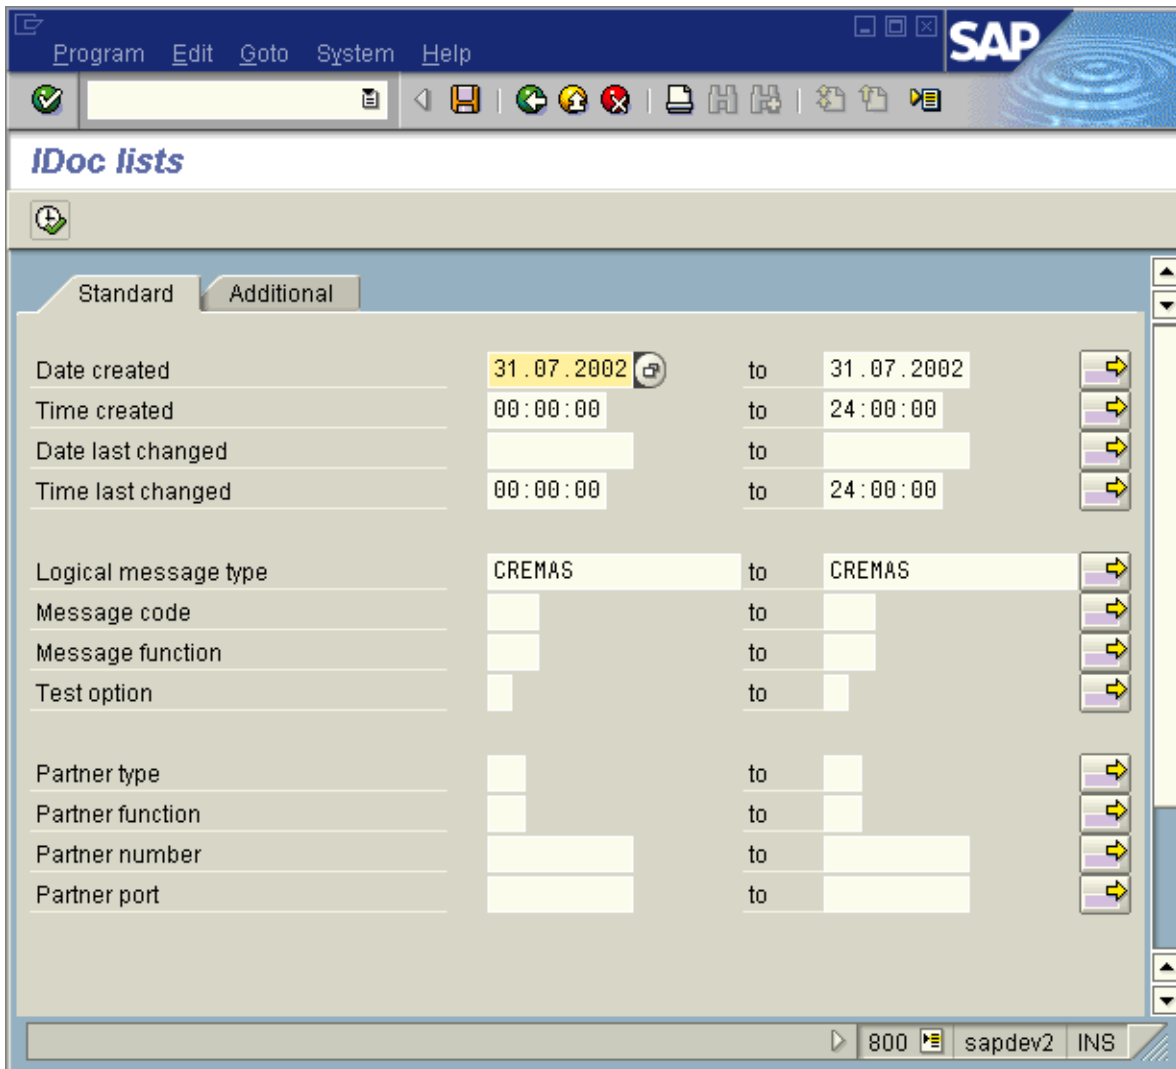 Program Edit Goto System Help
SAP
IDoc lists
Standard Additional
Date created 31.07.2002 to 31.07.2002
Time created 00:00:00 to 24:00:00
Date last changed to
Time last changed 00:00:00 to 24:00:00
Logical message type CREMAS to CREMAS
Message code to
Message function to
Test option to
Partner type to
Partner function to
Partner number to
Partner port to
800 sapdev2 INS